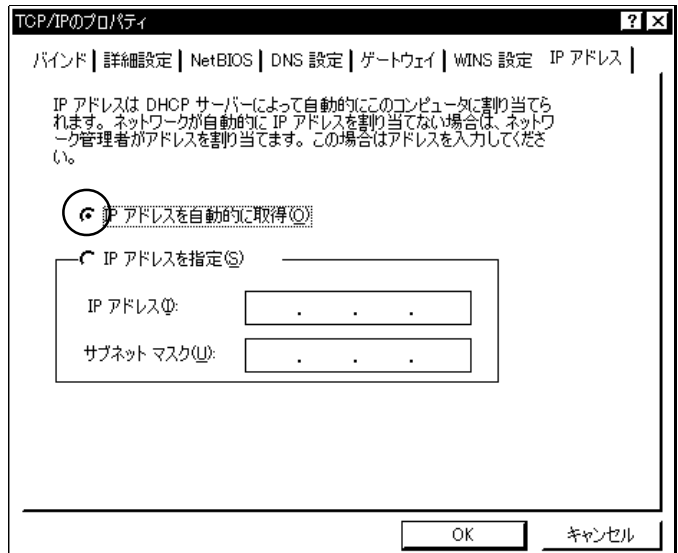 TCP/IPのプロパティ
? ×
バインド | 詳細設定 | NetBIOS | DNS 設定 | ゲートウェイ | WINS 設定 IP アドレス |
IP アドレスは DHCP サーバーによって自動的にこのコンピュータに割り当てら
れます。ネットワークが自動的に IP アドレスを割り当てない場合は、ネットワ
ーク管理者がアドレスを割り当てます。この場合はアドレスを入力してくださ
い。
IP アドレスを自動的に取得(O)
IP アドレスを指定(S)
IP アドレス(I):
. . .
サブネット マスク(U):
. . .
OK キャンセル